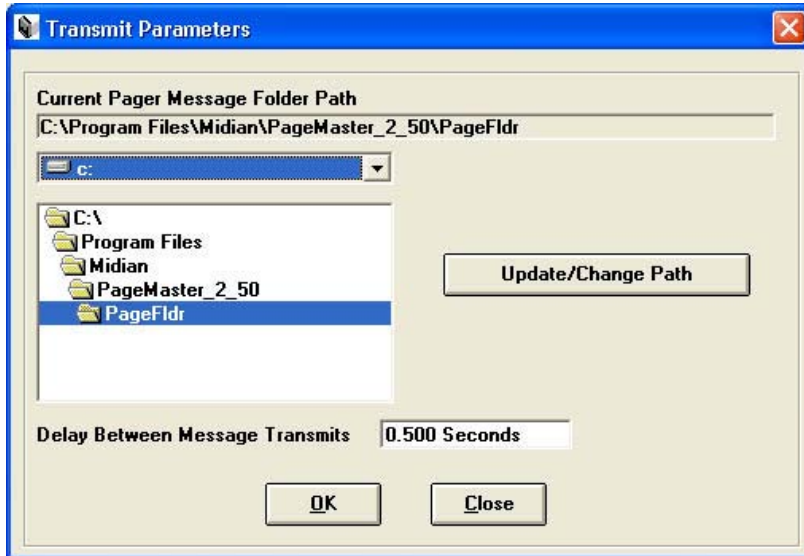 Transmit Parameters
Current Pager Message Folder Path
C:\Program Files\Midian\PageMaster_2_50\PageFldr
c:
C:\
Program Files
Midian
PageMaster_2_50
PageFldr
Update/Change Path
Delay Between Message Transmits 0.500 Seconds
OK Close